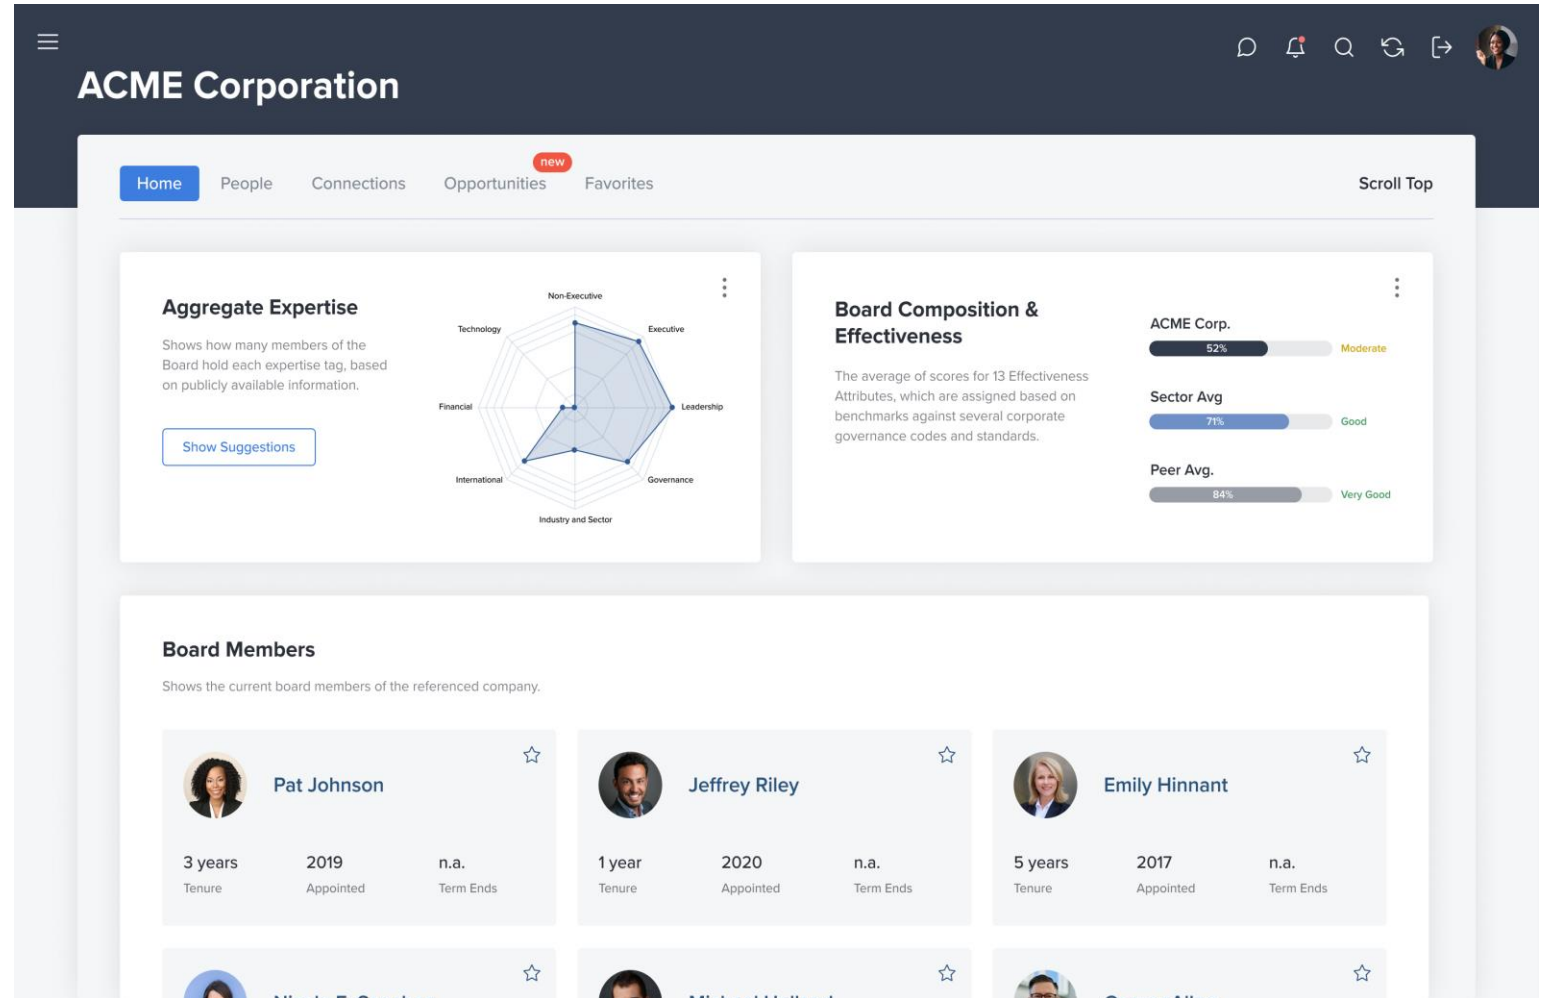 ACME Corporation
Home People Connections Opportunities new Favorites Scroll Top
Aggregate Expertise
Shows how many members of the
Board hold each expertise tag, based
on publicly available information.
Show Suggestions
Non-Executive
Technology
Executive
Financial
Leadership
International
Governance
Industry and Sector
Board Composition &
Effectiveness
The average of scores for 13 Effectiveness
Attributes, which are assigned based on
benchmarks against several corporate
governance codes and standards.
ACME Corp.
52% Moderate
Sector Avg
71% Good
Peer Avg.
84% Very Good
Board Members
Shows the current board members of the referenced company.
Pat Johnson
3 years 2019 n.a.
Tenure Appointed Term Ends
Jeffrey Riley
1 year 2020 n.a.
Tenure Appointed Term Ends
Emily Hinnant
5 years 2017 n.a.
Tenure Appointed Term Ends